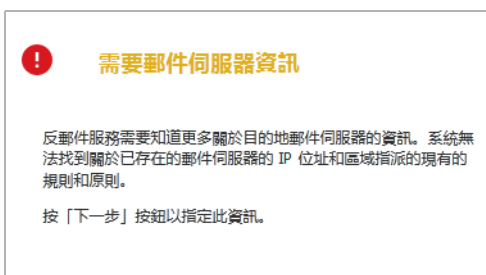 需要郵件伺服器資訊
反郵件服務需要知道更多關於目的地郵件伺服器的資訊。系統無
法找到關於已存在的郵件伺服器的 IP 位址和區域指派的現有的
規則和原則。
按「下一步」按鈕以指定此資訊。